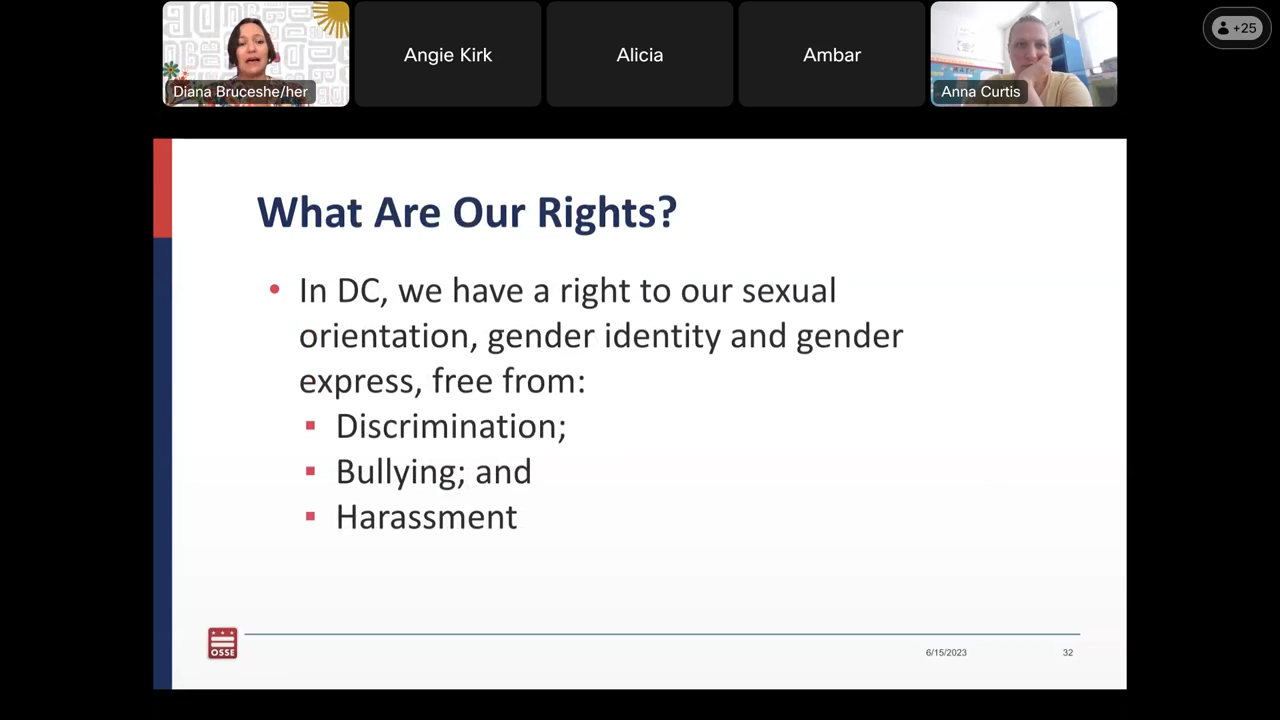 Diana Bruceshe/her
Angie Kirk
Alicia
Ambar
Anna Curtis
+25
What Are Our Rights?
• In DC, we have a right to our sexual
orientation, gender identity and gender
express, free from:
▪ Discrimination;
▪ Bullying; and
▪ Harassment
OSSE
6/15/2023
32